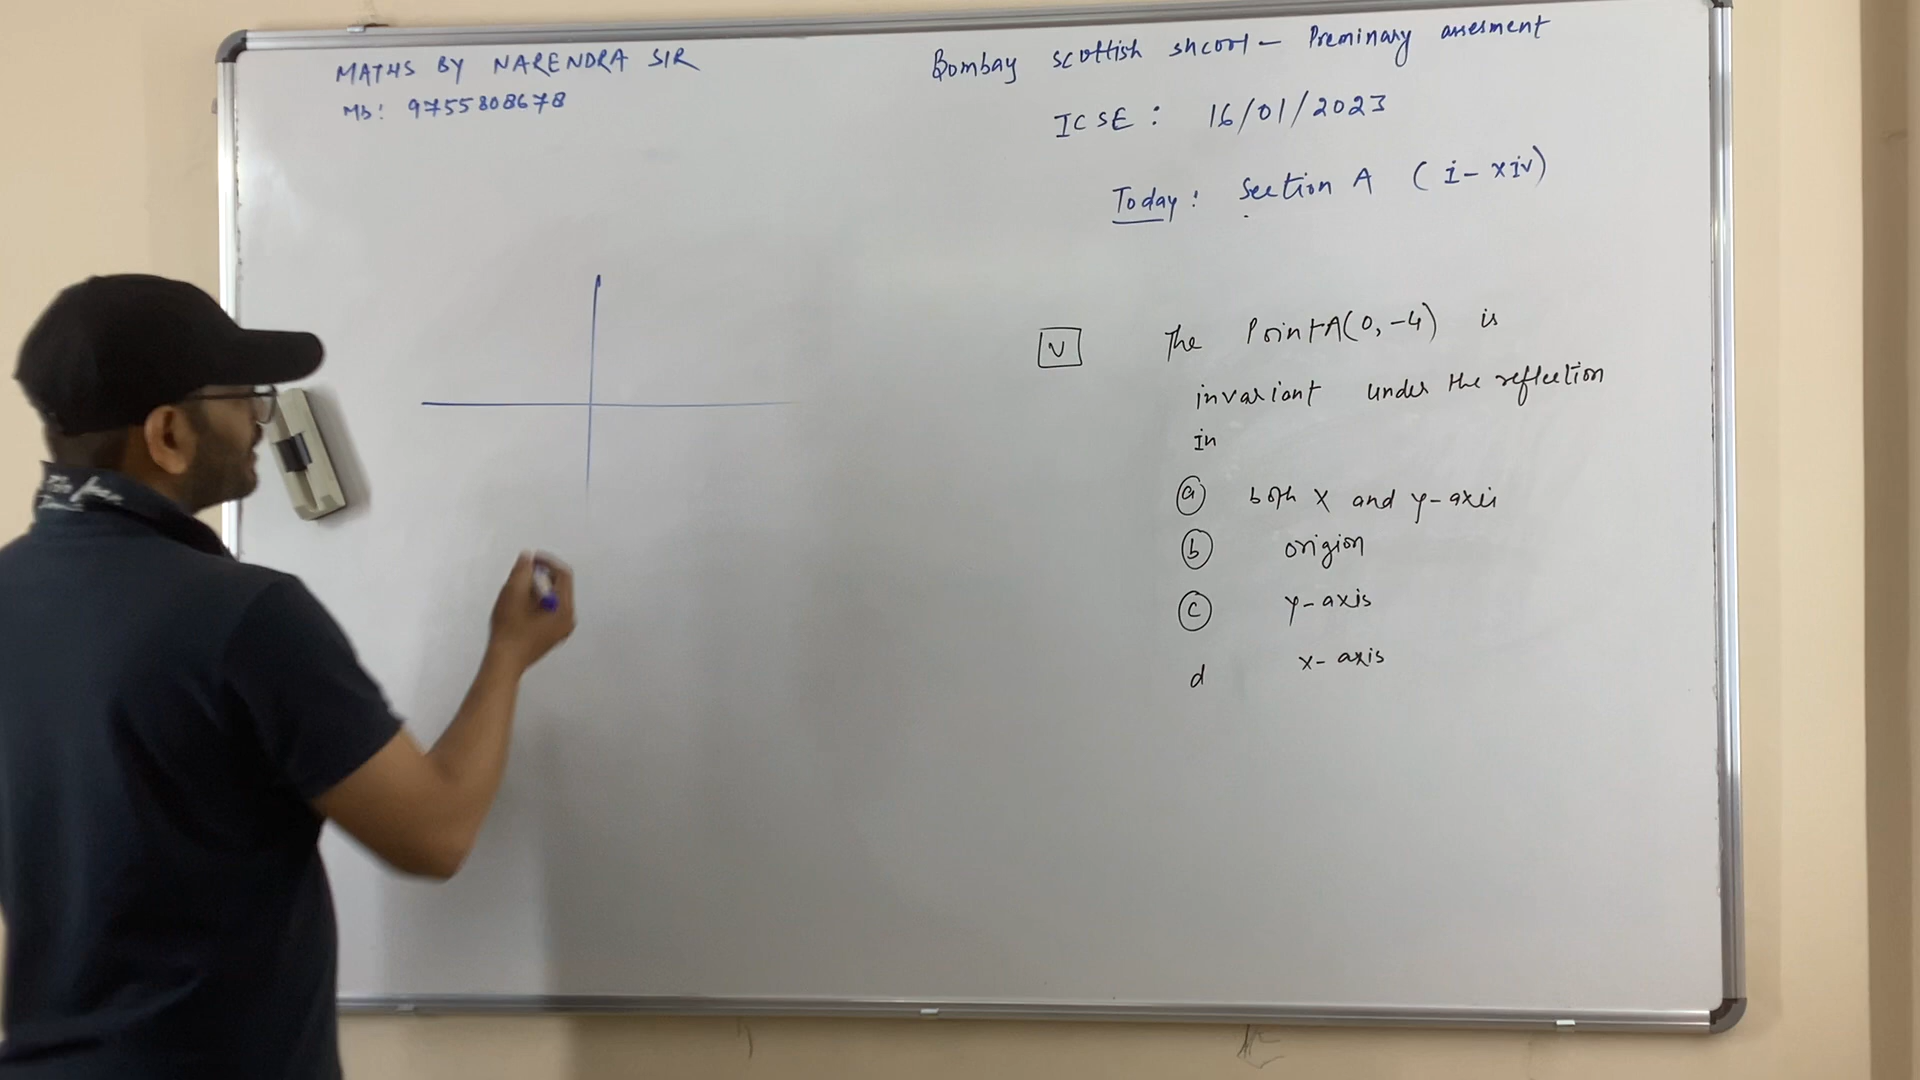 MATHS BY NARENDRA SIR
Mb: 9755808678
Bombay scottish shcool - Preminary assesment
ICSE : 16/01/2023
Today : Section A ( i - xiv)
V
The Point A(0, -4) is
invariant under the reflection
in
a both X and y-axis
b origion
c y-axis
d x-axis